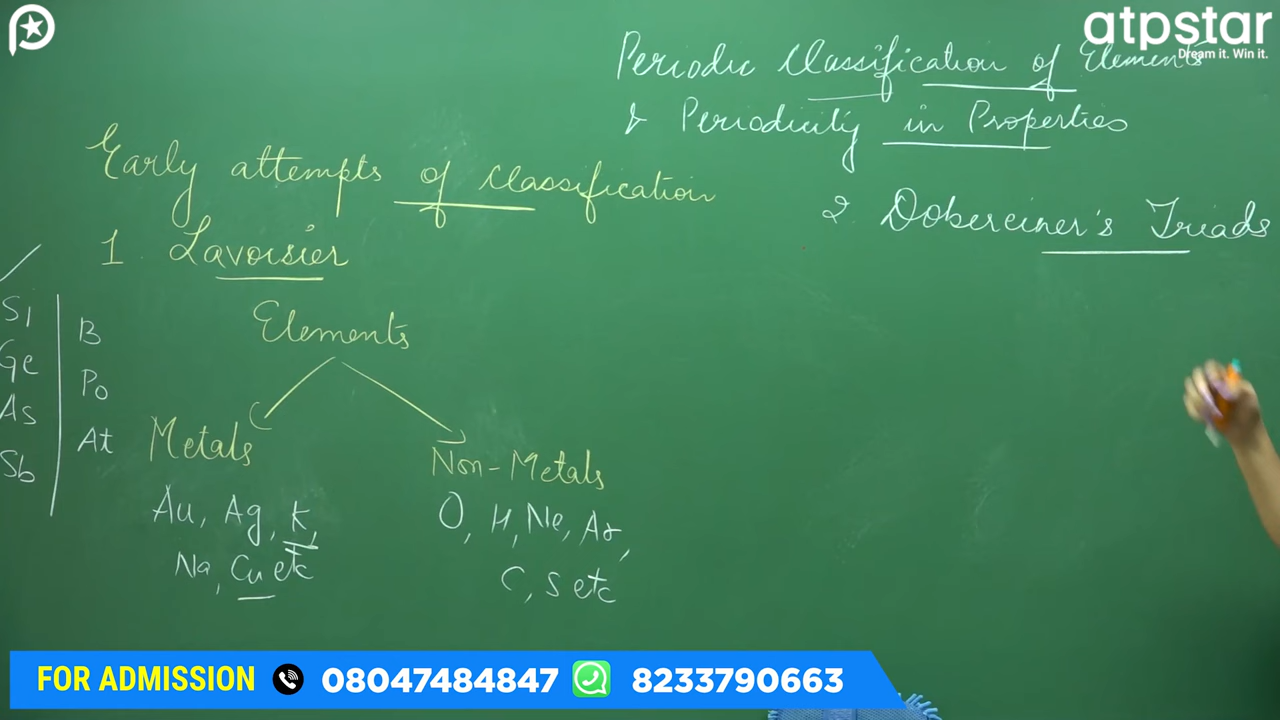 atpstar
Dream it. Win it.
Periodic Classification of Elements
& Periodicity in Properties
Early attempts of classification
1. Lavoisier
Elements
Metals
Non-Metals
Au, Ag, K,
Na, Cu etc
O, H, Ne, Ar,
C, S etc
Si
Ge
As
Sb
B
Po
At
2. Dobereiner's Triads
FOR ADMISSION 08047484847 8233790663